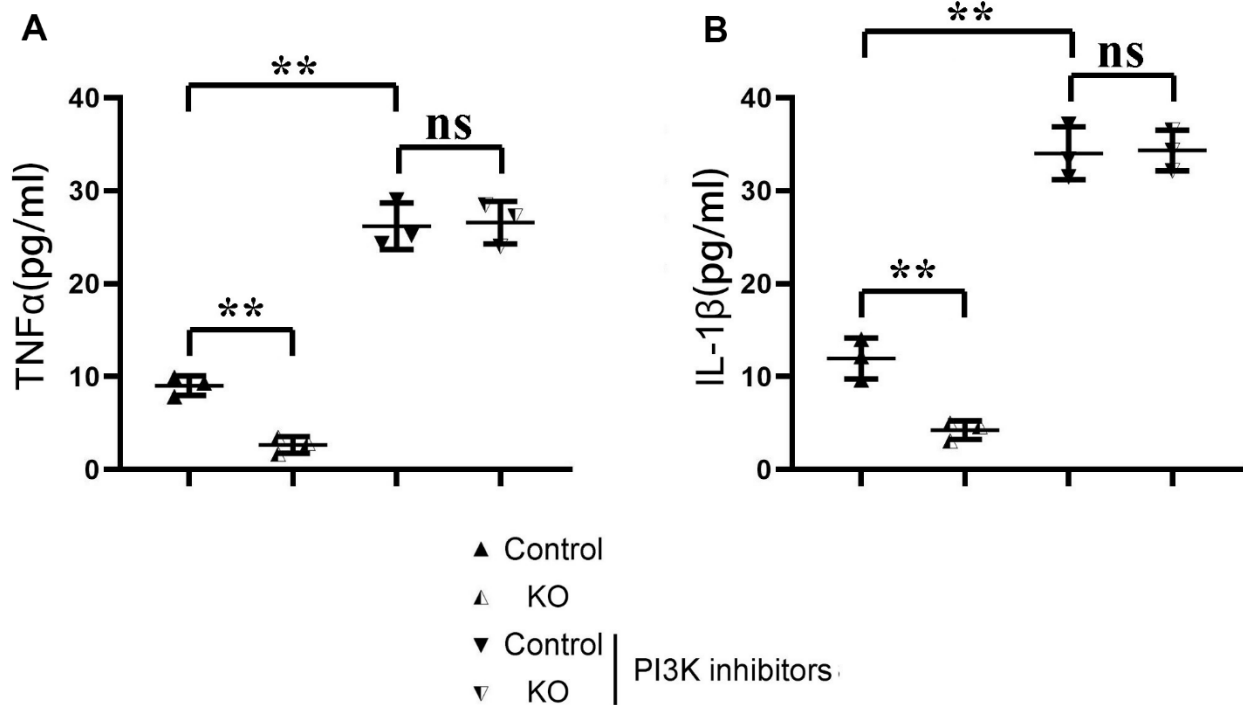 A
**
ns
**
TNFα(pg/ml)
40
30
20
10
0
B
**
ns
**
IL-1β(pg/ml)
40
30
20
10
0
▲ Control
KO
▼ Control
KO
PI3K inhibitors